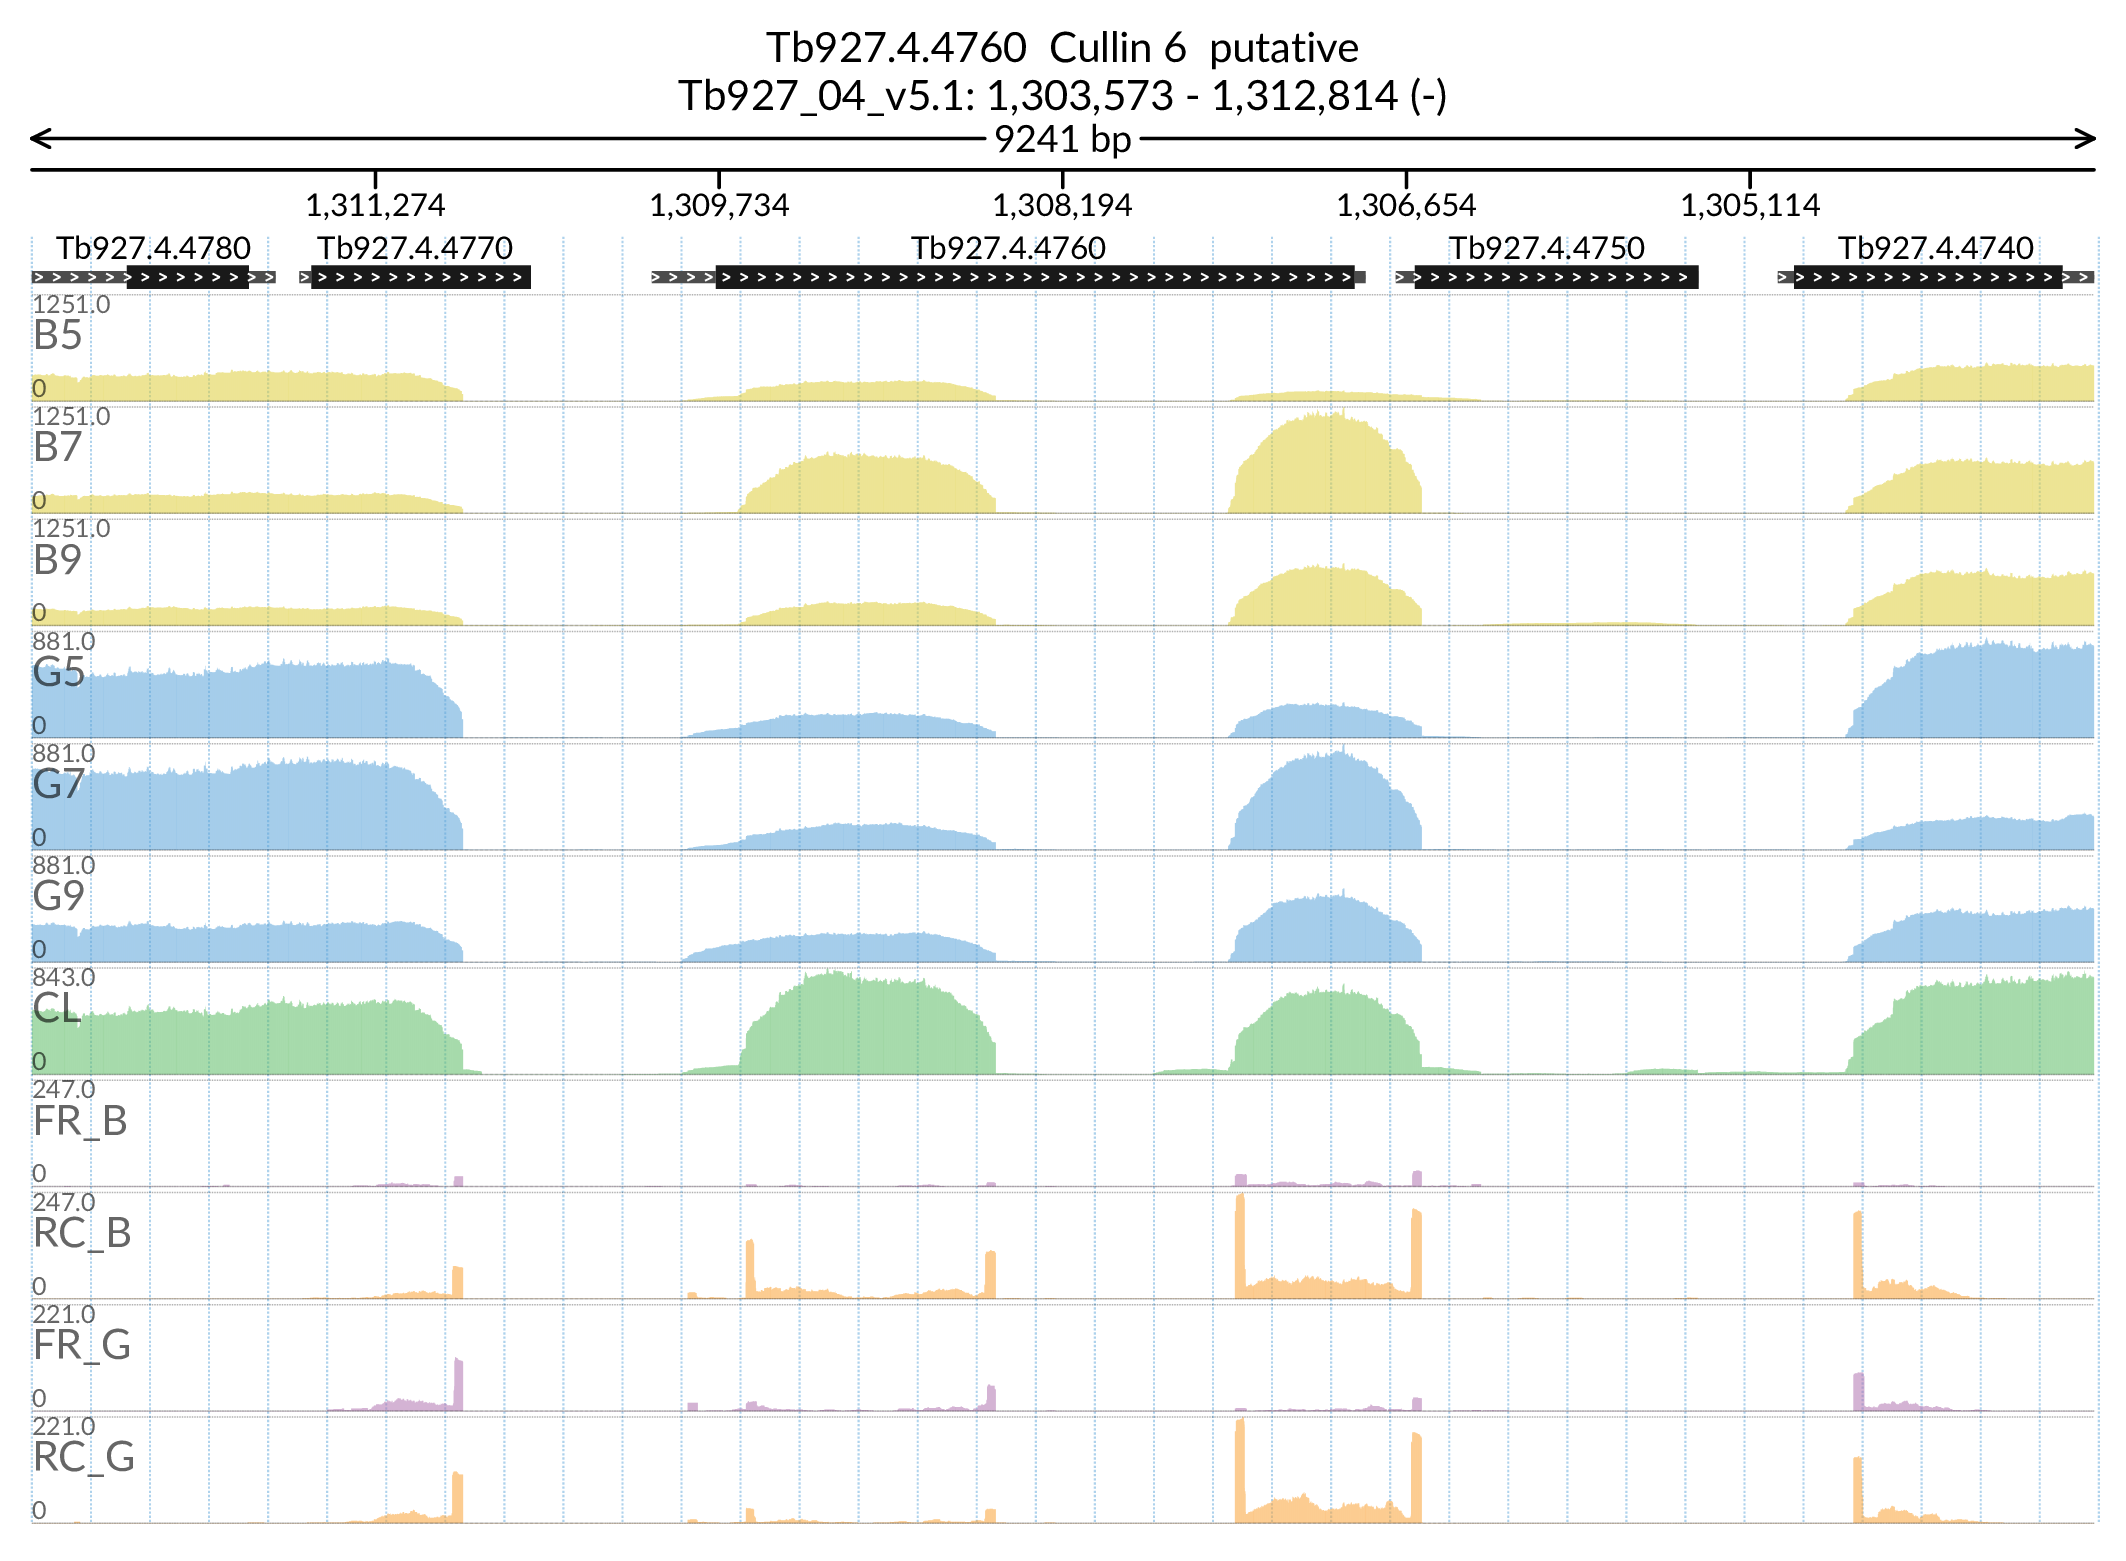 Tb927.4.4760  Cullin 6  putative
Tb927_04_v5.1: 1,303,573 - 1,312,814 (-)
9241 bp
1,311,274 1,309,734 1,308,194 1,306,654 1,305,114
Tb927.4.4780 Tb927.4.4770 Tb927.4.4760 Tb927.4.4750 Tb927.4.4740
1251.0
B5
0
1251.0
B7
0
1251.0
B9
0
881.0
G5
0
881.0
G7
0
881.0
G9
0
843.0
CL
0
247.0
FR_B
0
247.0
RC_B
0
221.0
FR_G
0
221.0
RC_G
0